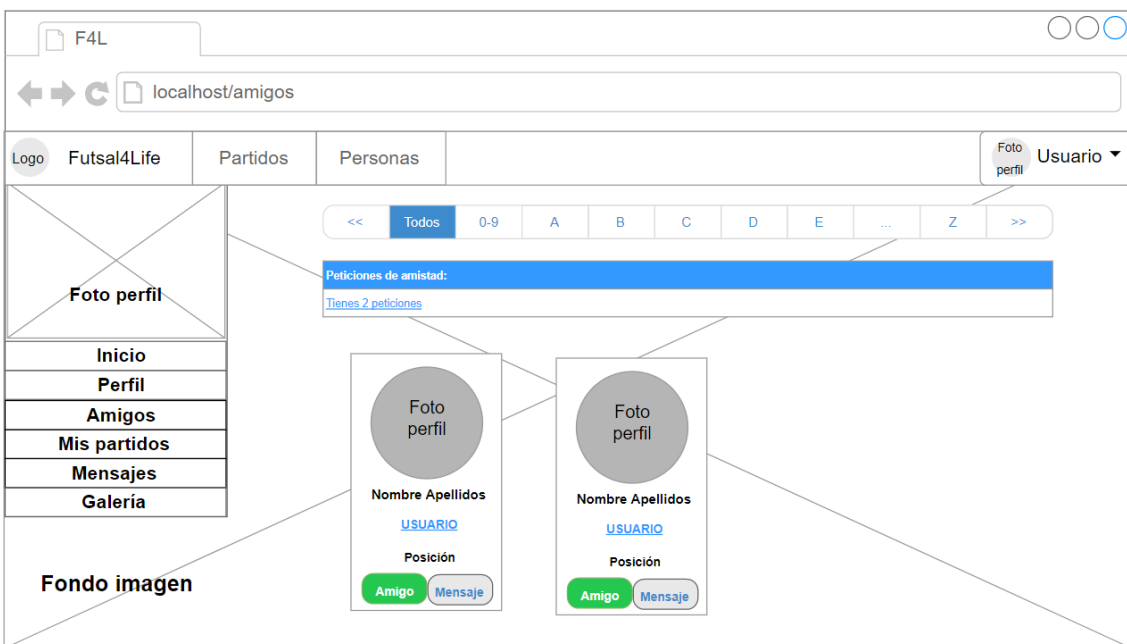 F4L
localhost/amigos
Logo Futsal4Life Partidos Personas
Foto
perfil
Usuario
<< Todos 0-9 A B C D E ... Z >>
Foto perfil
Peticiones de amistad:
Tienes 2 peticiones
Inicio
Perfil
Amigos
Mis partidos
Mensajes
Galería
Foto
perfil
Nombre Apellidos
USUARIO
Posición
Amigo Mensaje
Foto
perfil
Nombre Apellidos
USUARIO
Posición
Amigo Mensaje
Fondo imagen